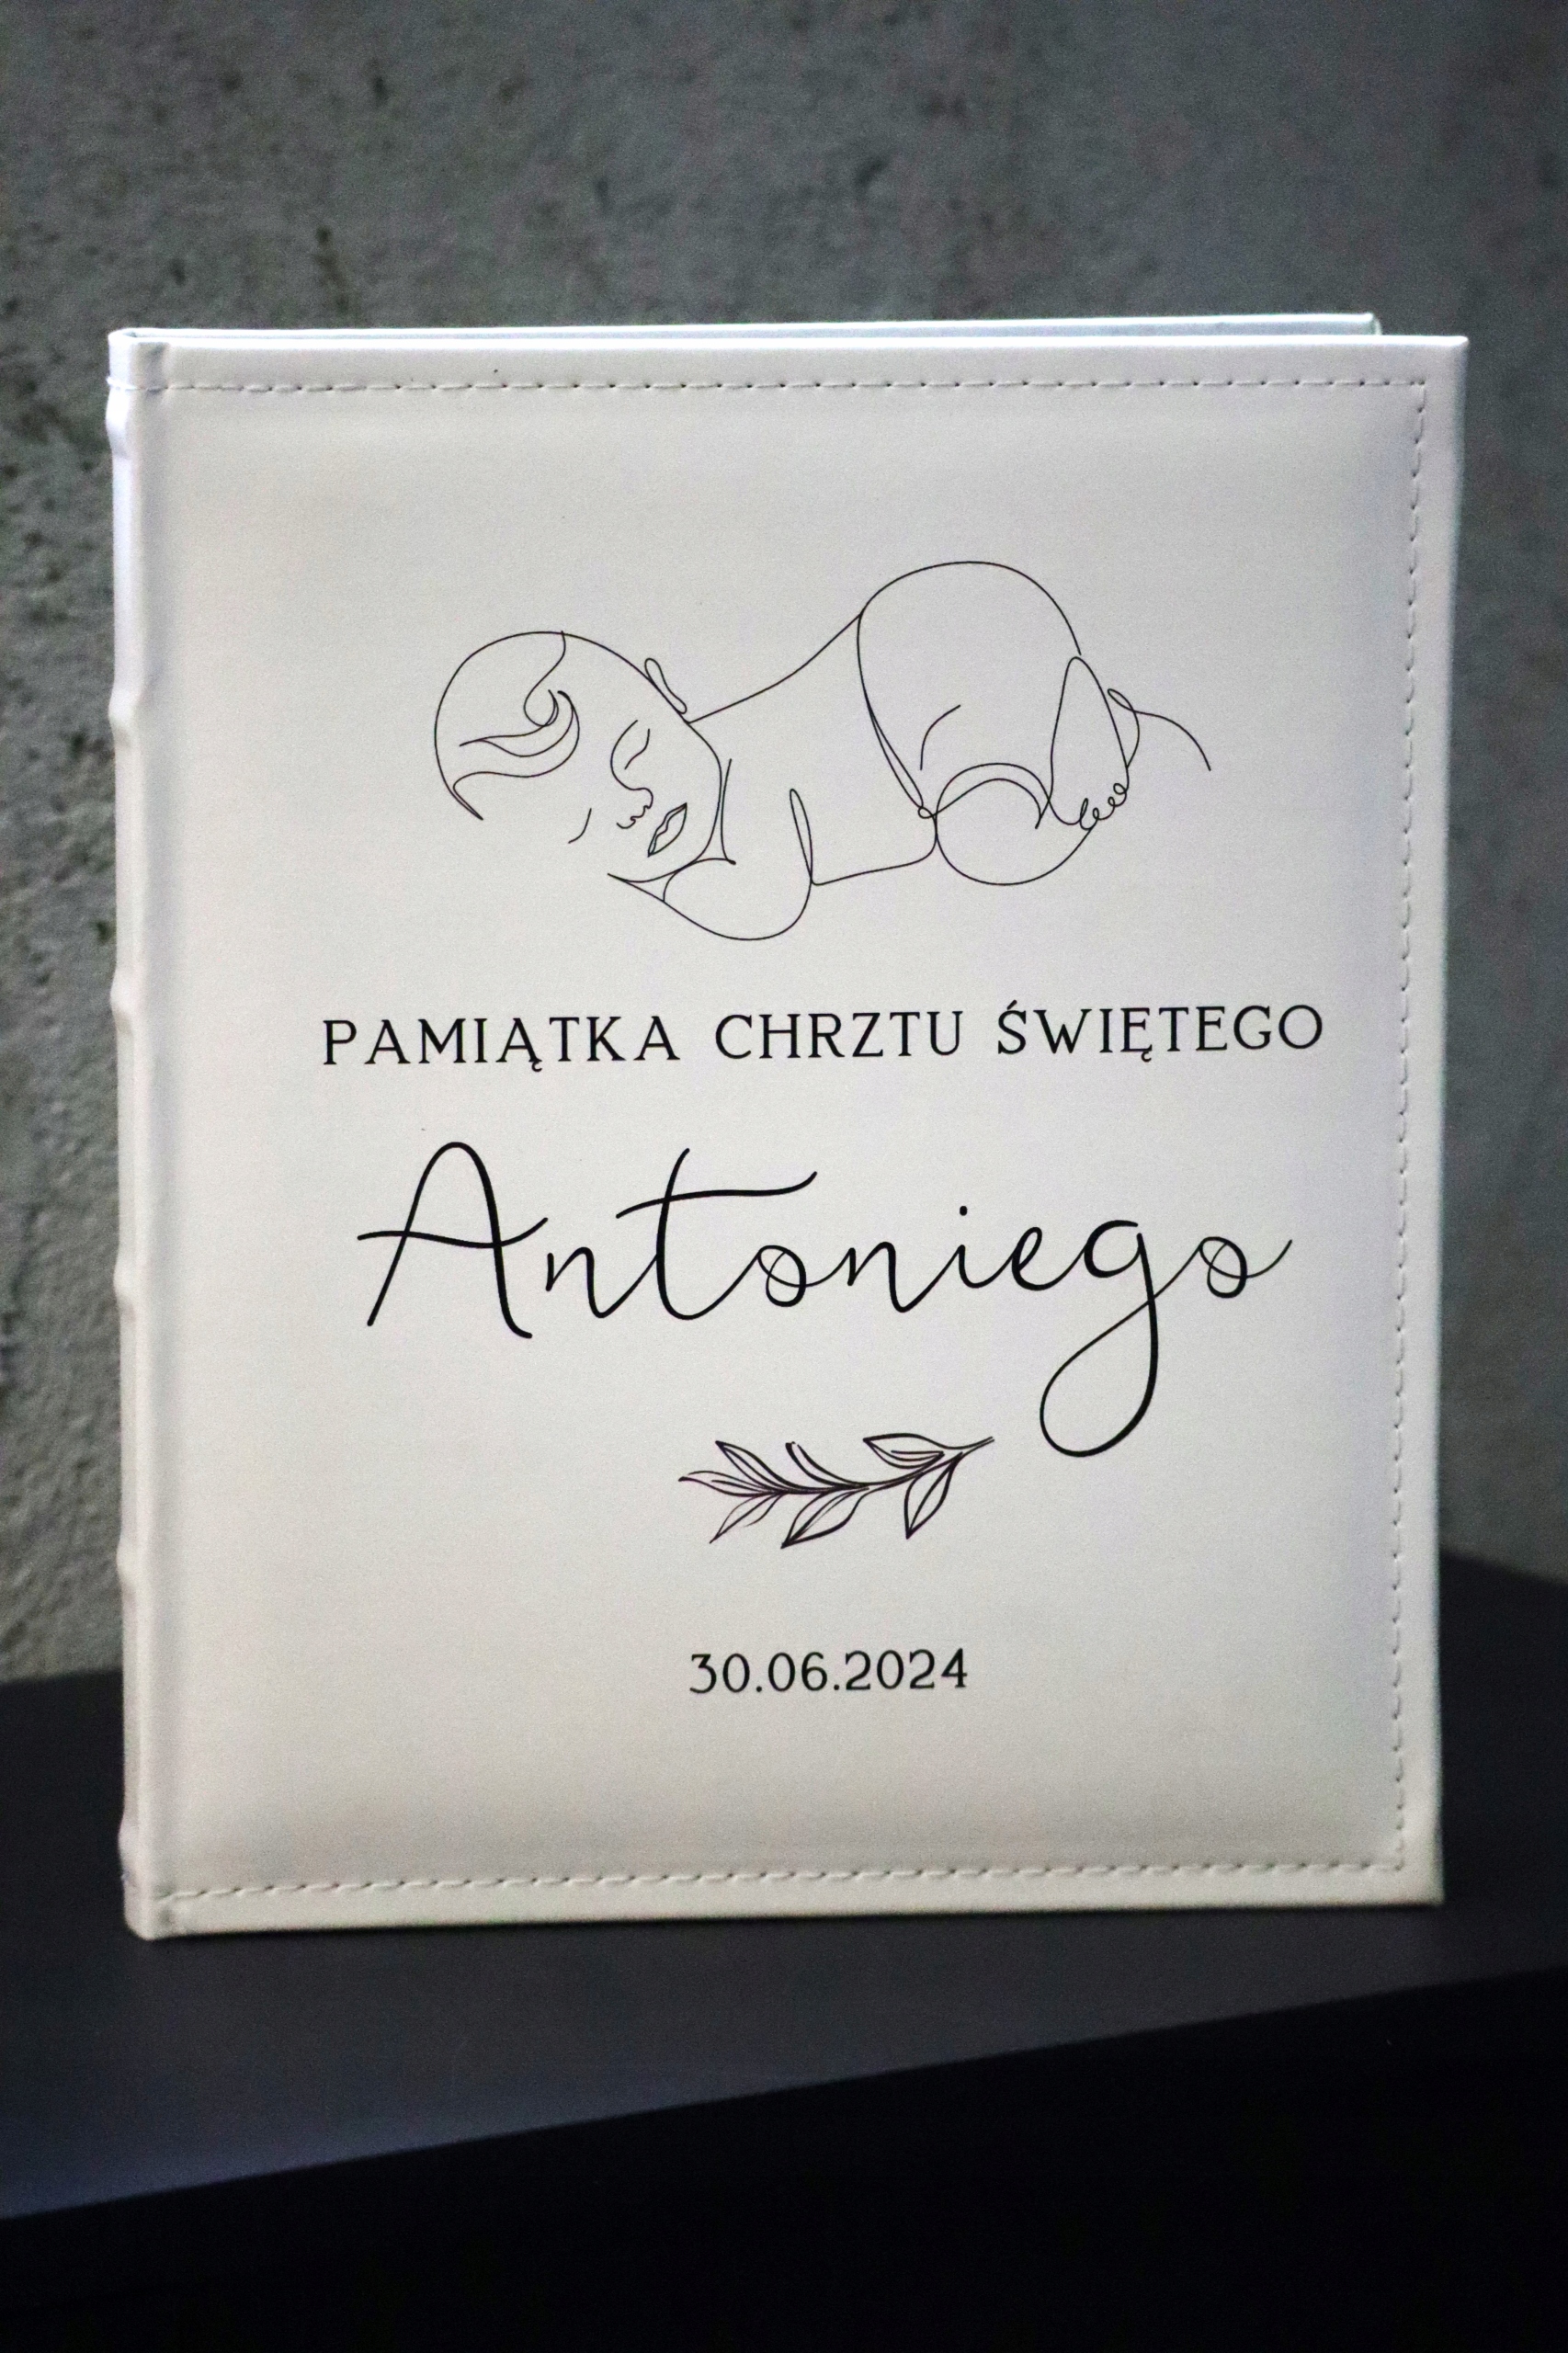 PAMIĄTKA CHRZTU ŚWIĘTEGO
Antoniego
30.06.2024